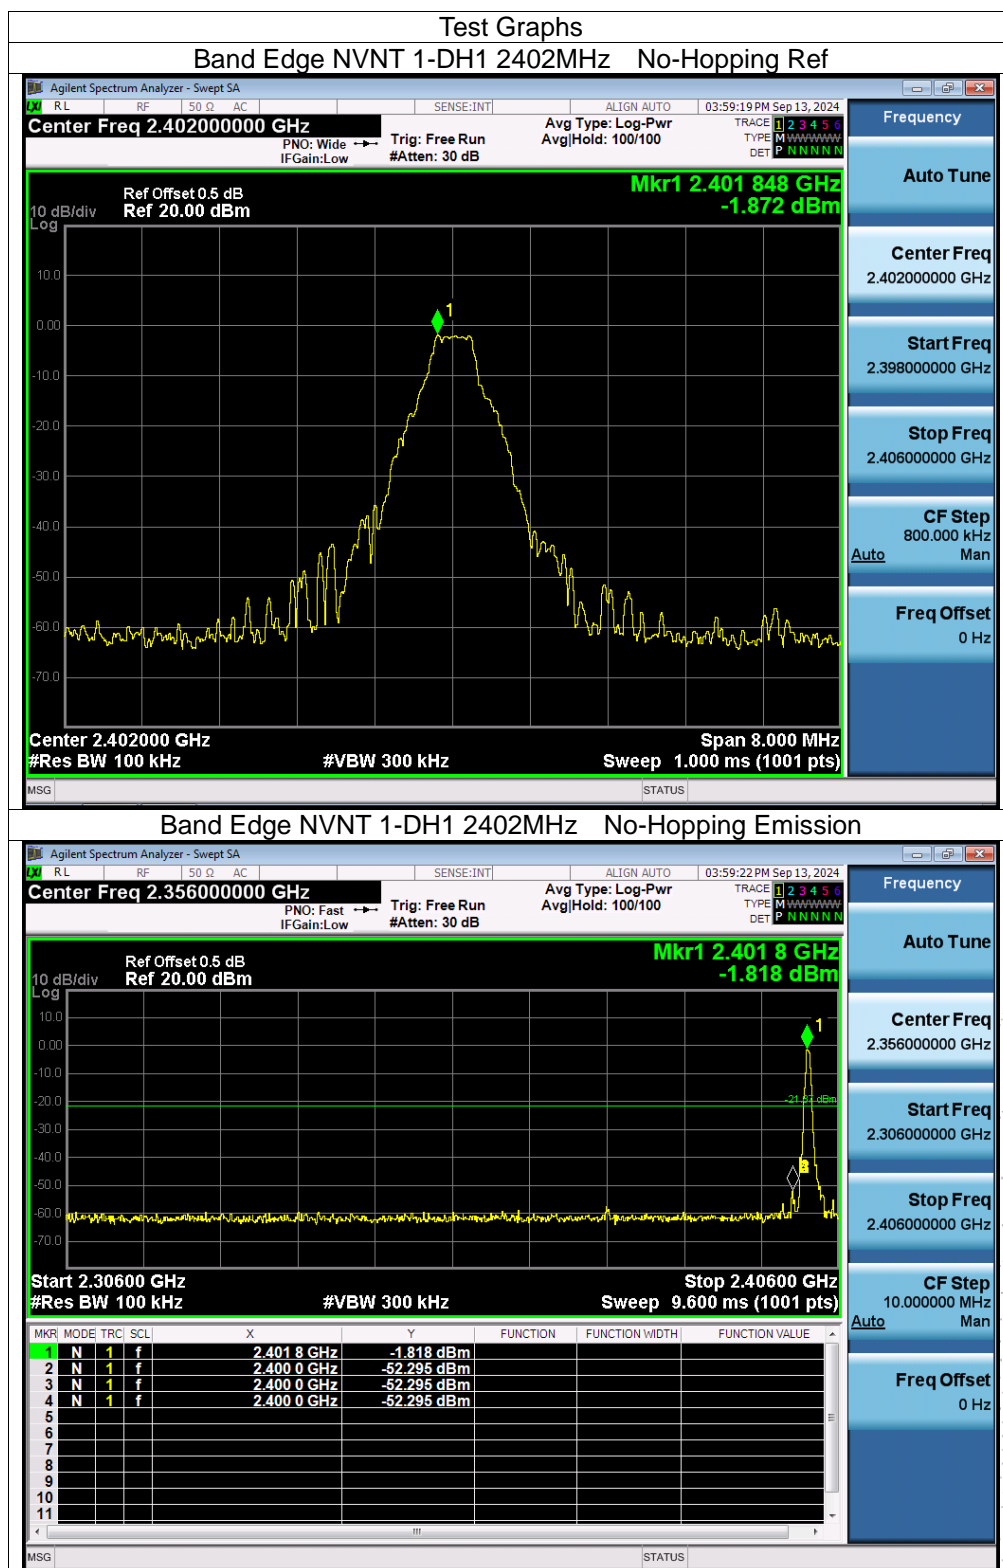 Test Graphs
Band Edge NVNT 1-DH1 2402MHz No-Hopping Ref
Agilent Spectrum Analyzer - Swept SA
LXI RL RF 50 Ω AC SENSE:INT ALIGN AUTO 03:59:19 PM Sep 13, 2024
Center Freq 2.402000000 GHz
PNO: Wide
IFGain:Low
Trig: Free Run
#Atten: 30 dB
Avg Type: Log-Pwr
Avg|Hold: 100/100
TRACE 1 2 3 4 5 6
TYPE M WWWWW
DET P N N N N N
Frequency
Auto Tune
Center Freq
2.402000000 GHz
Start Freq
2.398000000 GHz
Stop Freq
2.406000000 GHz
CF Step
800.000 kHz
Auto Man
Freq Offset
0 Hz
Mkr1 2.401 848 GHz
-1.872 dBm
Ref Offset 0.5 dB
10 dB/div Ref 20.00 dBm
Log
10.0
0.00
-10.0
-20.0
-30.0
-40.0
-50.0
-60.0
-70.0
1
Center 2.402000 GHz Span 8.000 MHz
#Res BW 100 kHz #VBW 300 kHz Sweep 1.000 ms (1001 pts)
MSG STATUS
Band Edge NVNT 1-DH1 2402MHz No-Hopping Emission
Agilent Spectrum Analyzer - Swept SA
LXI RL RF 50 Ω AC SENSE:INT ALIGN AUTO 03:59:22 PM Sep 13, 2024
Center Freq 2.356000000 GHz
PNO: Fast
IFGain:Low
Trig: Free Run
#Atten: 30 dB
Avg Type: Log-Pwr
Avg|Hold: 100/100
TRACE 1 2 3 4 5 6
TYPE M WWWWW
DET P N N N N N
Frequency
Auto Tune
Center Freq
2.356000000 GHz
Start Freq
2.306000000 GHz
Stop Freq
2.406000000 GHz
CF Step
10.000000 MHz
Auto Man
Freq Offset
0 Hz
Mkr1 2.401 8 GHz
-1.818 dBm
Ref Offset 0.5 dB
10 dB/div Ref 20.00 dBm
Log
10.0
0.00
-10.0
-20.0
-30.0
-40.0
-50.0
-60.0
-70.0
1
-21.87 dBm
Start 2.30600 GHz Stop 2.40600 GHz
#Res BW 100 kHz #VBW 300 kHz Sweep 9.600 ms (1001 pts)
MKR MODE TRC SCL X Y FUNCTION FUNCTION WIDTH FUNCTION VALUE
1 N 1 f 2.401 8 GHz -1.818 dBm
2 N 1 f 2.400 0 GHz -52.295 dBm
3 N 1 f 2.400 0 GHz -52.295 dBm
4 N 1 f 2.400 0 GHz -52.295 dBm
5
6
7
8
9
10
11
MSG STATUS